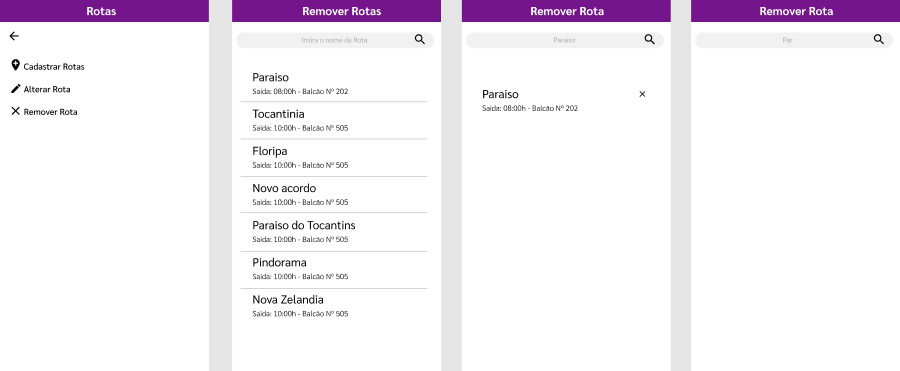 Rotas
Cadastrar Rotas
Alterar Rota
Remover Rota
Remover Rotas
Insira o nome da Rota
Paraiso
Saida: 08:00h - Balcão Nº 202
Tocantinia
Saida: 10:00h - Balcão Nº 505
Floripa
Saida: 10:00h - Balcão Nº 505
Novo acordo
Saida: 10:00h - Balcão Nº 505
Paraiso do Tocantins
Saida: 10:00h - Balcão Nº 505
Pindorama
Saida: 10:00h - Balcão Nº 505
Nova Zelandia
Saida: 10:00h - Balcão Nº 505
Remover Rota
Paraiso
Paraiso
Saida: 08:00h - Balcão Nº 202
Remover Rota
Par